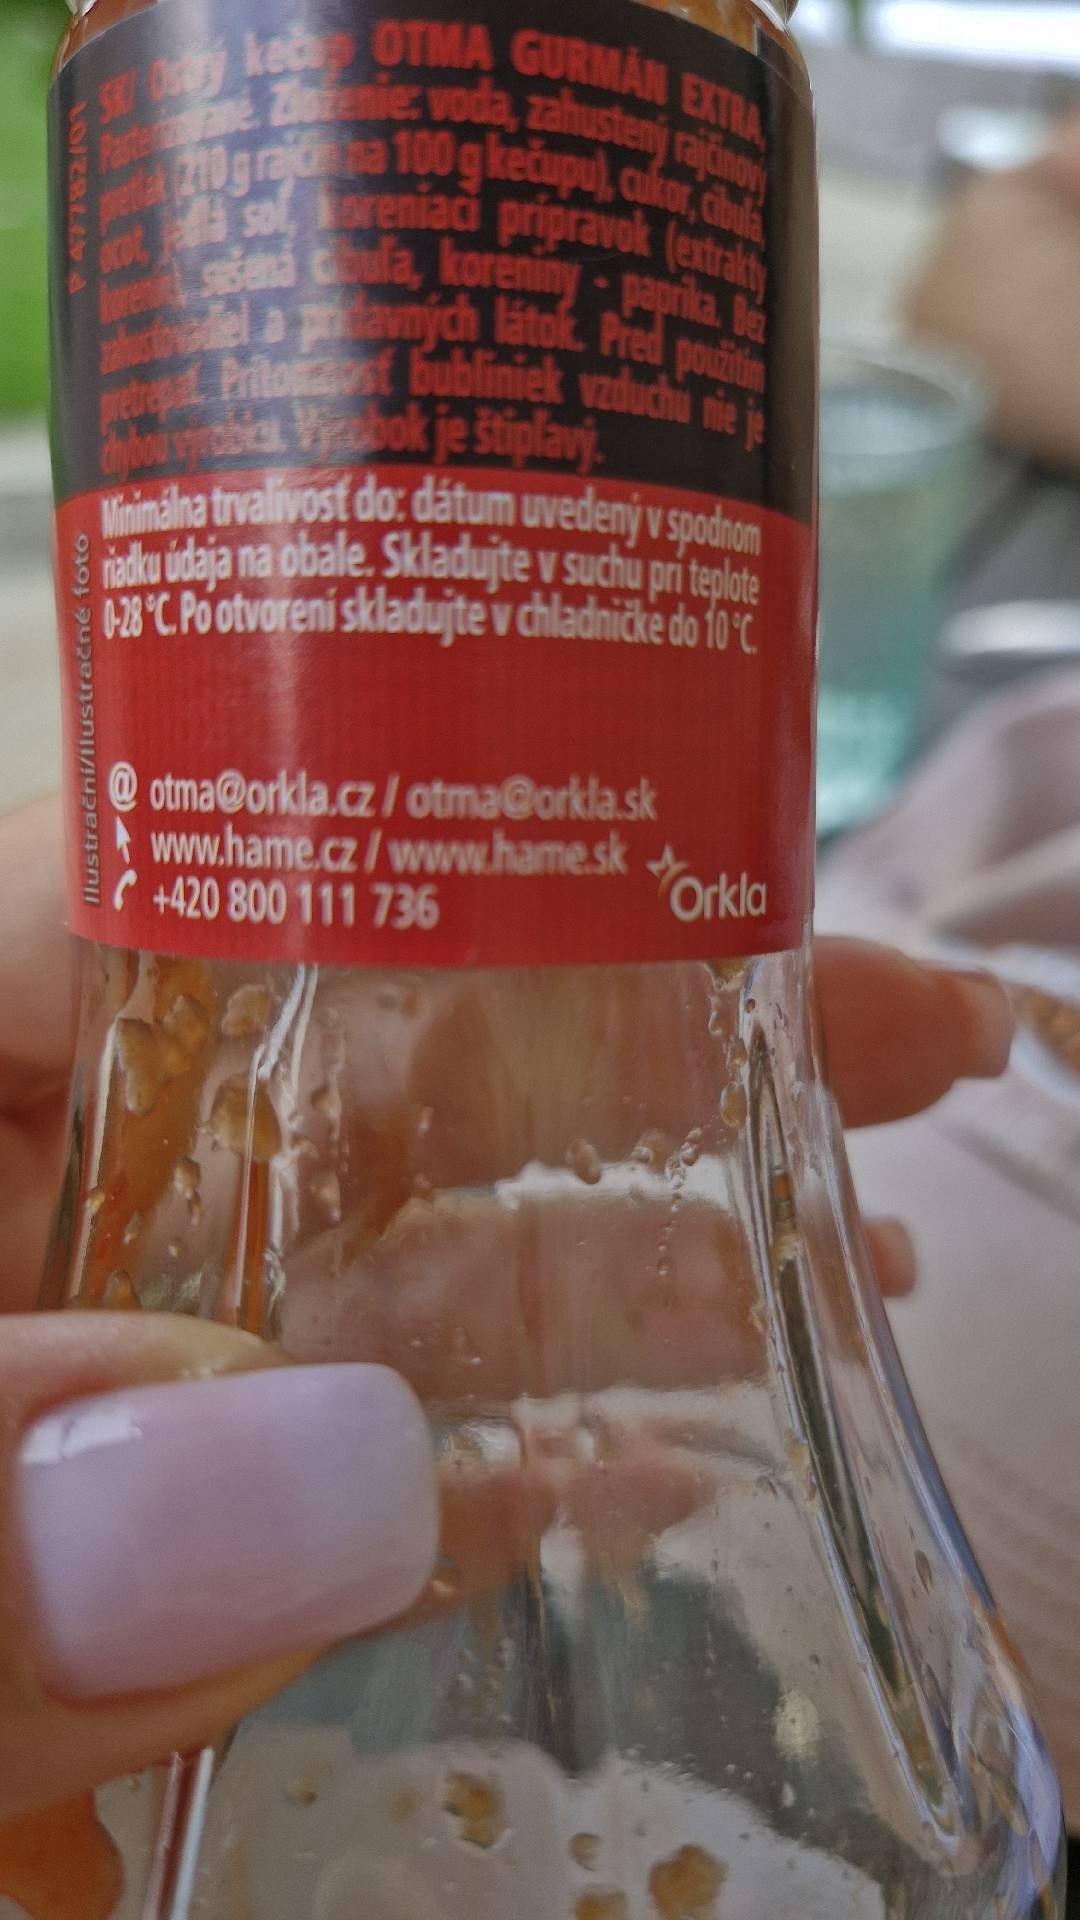 SK/ Ostrý kečup OTMA GURMÁN EXTRA.
Pasterizované. Zloženie: voda, zahustený rajčinový
pretlak (210 g rajčín na 100 g kečupu), cukor, cibuľa,
ocot, jedlá soľ, koreniaci prípravok (extrakty
korenia), sušená cibuľa, koreniny - paprika. Bez
zahusťovadiel a prídavných látok. Pred použitím
pretrepať. Prítomnosť bubliniek vzduchu nie je
chybou výrobku. Výrobok je štipľavý.
Minimálna trvalivosť do: dátum uvedený v spodnom
riadku údaja na obale. Skladujte v suchu pri teplote
0-28 °C. Po otvorení skladujte v chladničke do 10 °C.
@ otma@orkla.cz / otma@orkla.sk
www.hame.cz / www.hame.sk
+420 800 111 736
Orkla
P 47782/01
Ilustrační/Ilustračné foto